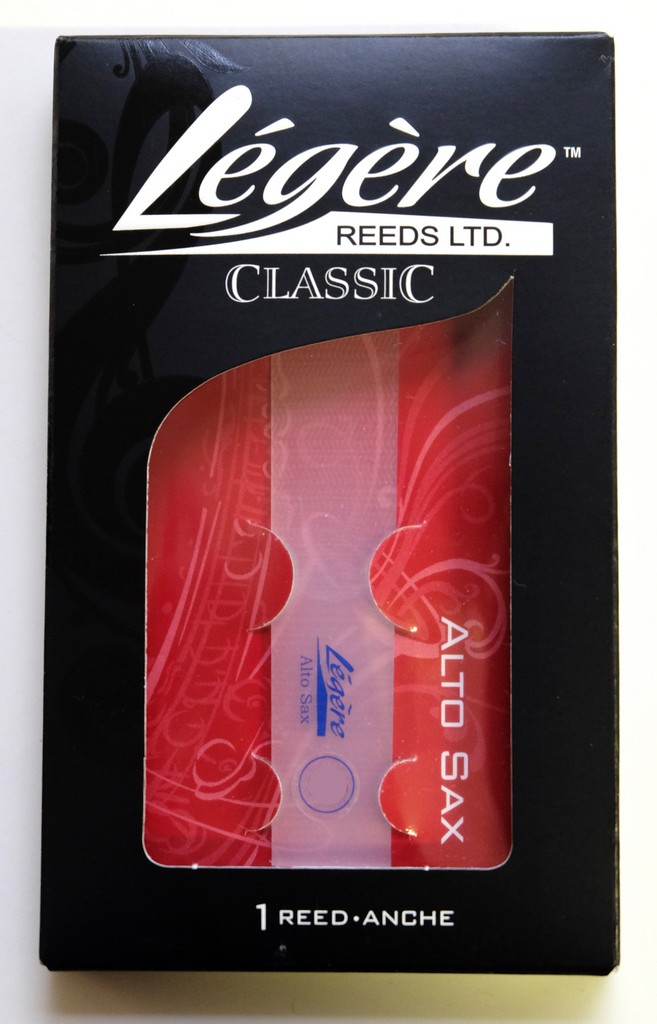 Légère™
REEDS LTD.
CLASSIC
Légère
Alto Sax
ALTO SAX
1 REED•ANCHE